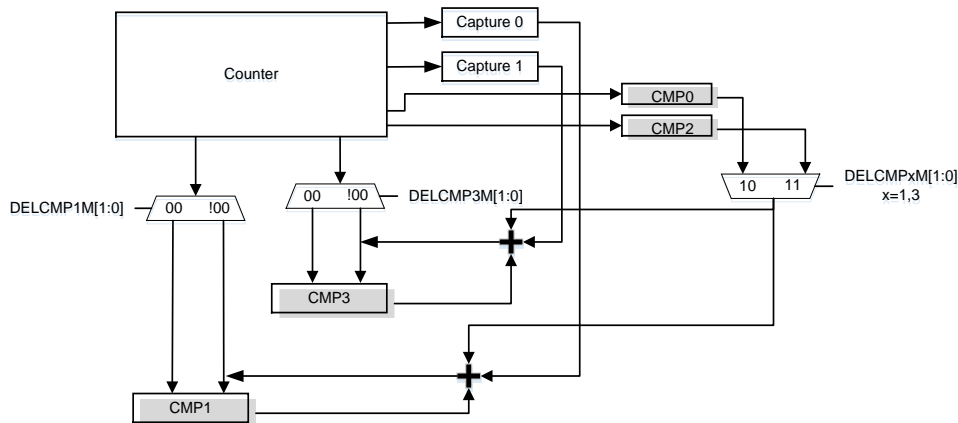 Capture 0
Counter
Capture 1
CMP0
CMP2
DELCMP1M[1:0]
00 !00
00 !00
DELCMP3M[1:0]
10 11
DELCMPxM[1:0]
x=1,3
CMP3
CMP1